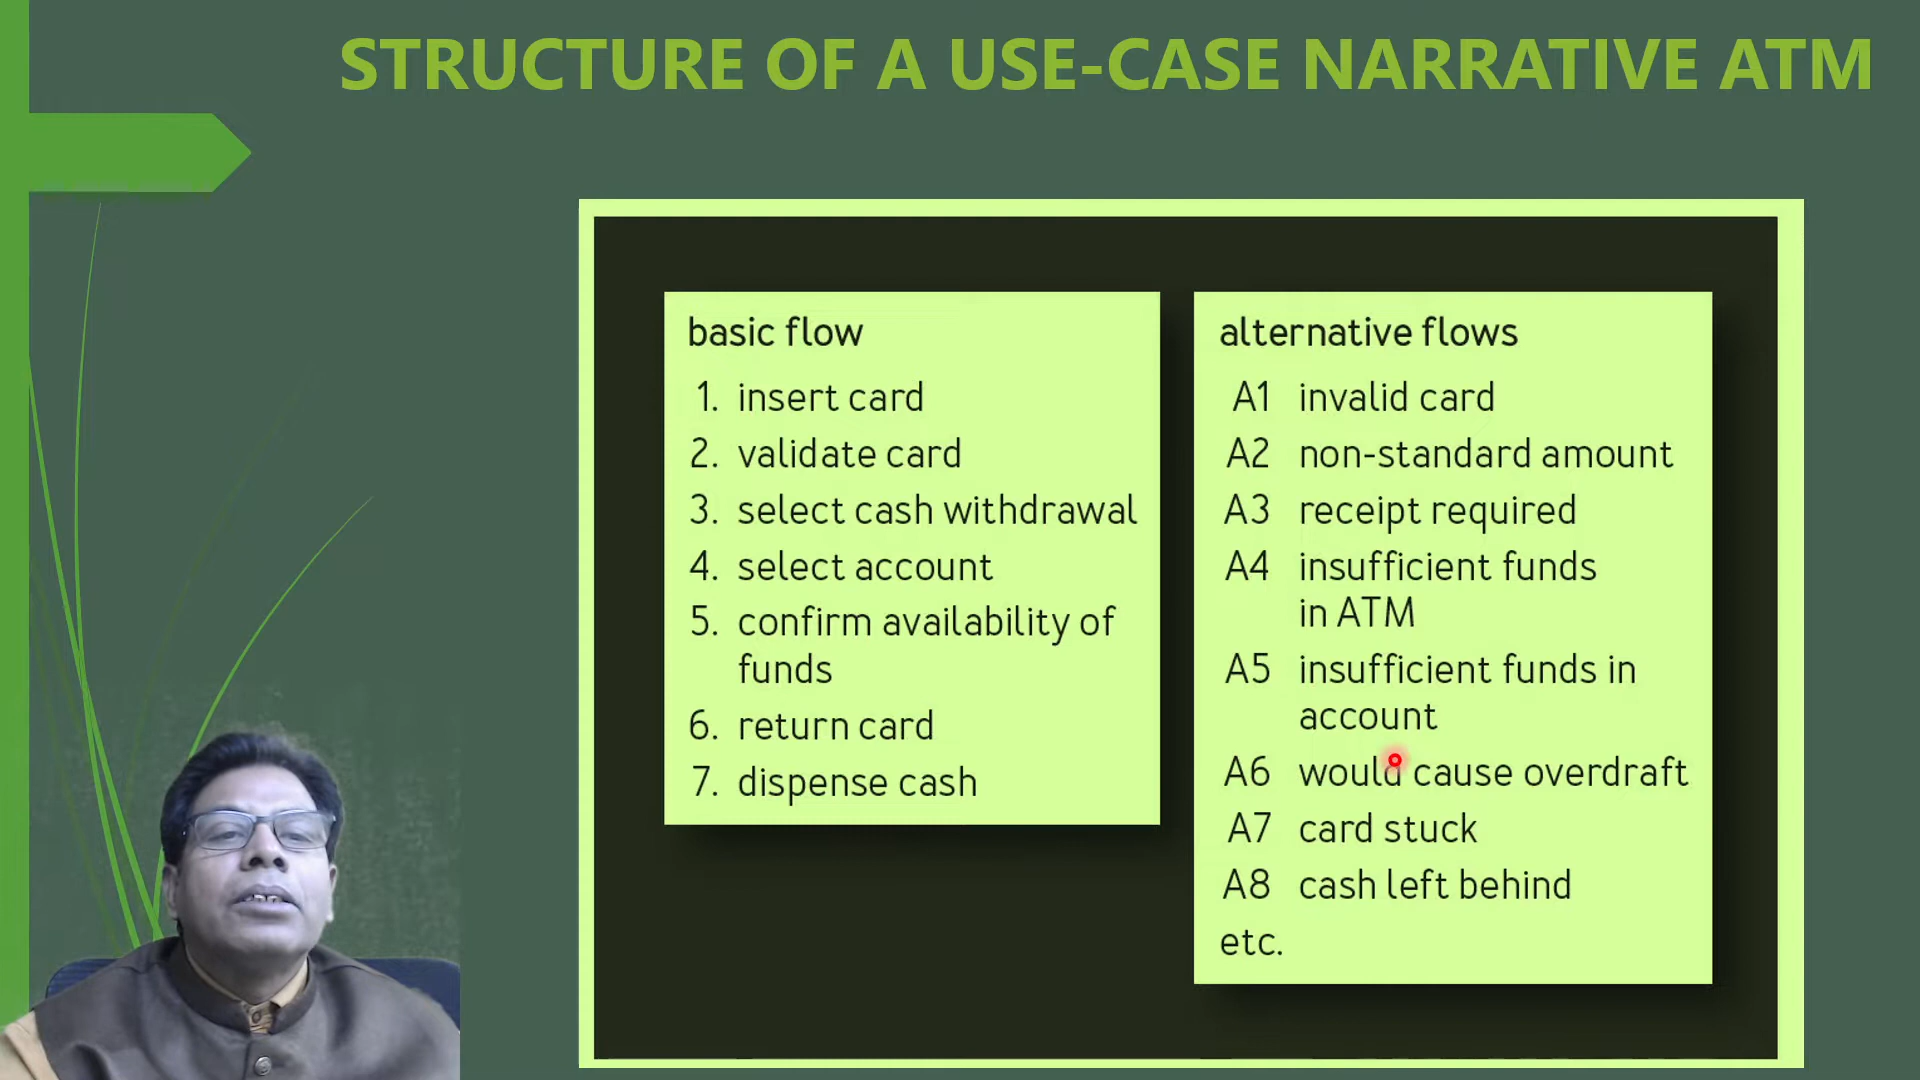 STRUCTURE OF A USE-CASE NARRATIVE ATM
basic flow
1. insert card
2. validate card
3. select cash withdrawal
4. select account
5. confirm availability of
funds
6. return card
7. dispense cash
alternative flows
A1 invalid card
A2 non-standard amount
A3 receipt required
A4 insufficient funds
in ATM
A5 insufficient funds in
account
A6 would cause overdraft
A7 card stuck
A8 cash left behind
etc.